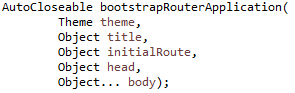 AutoCloseable bootstrapRouterApplication(
        Theme theme,
        Object title,
        Object initialRoute,
        Object head,
        Object... body);